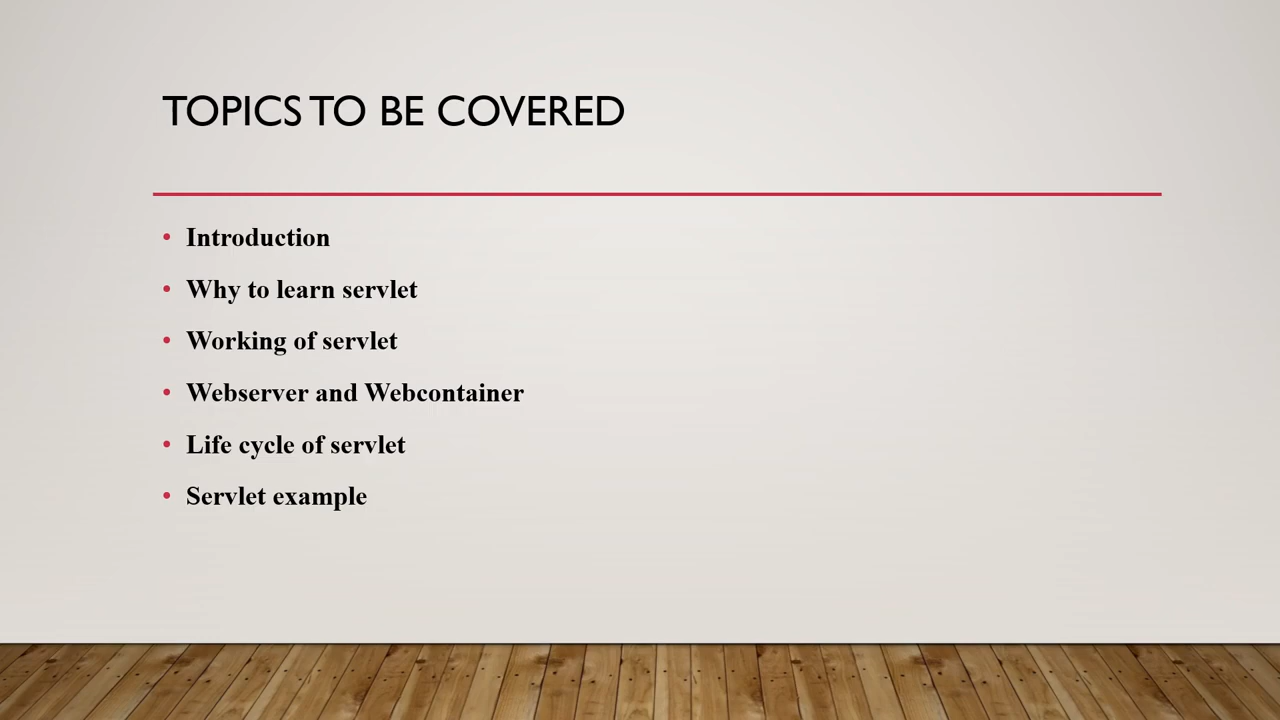 TOPICS TO BE COVERED
• Introduction
• Why to learn servlet
• Working of servlet
• Webserver and Webcontainer
• Life cycle of servlet
• Servlet example